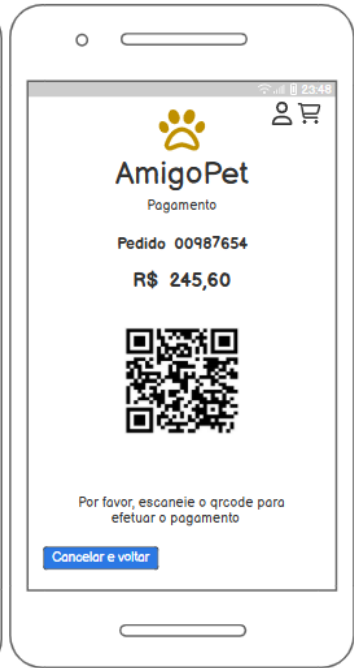 23:48
AmigoPet
Pagamento
Pedido 00987654
R$ 245,60
Por favor, escaneie o qrcode para
efetuar o pagamento
Cancelar e voltar